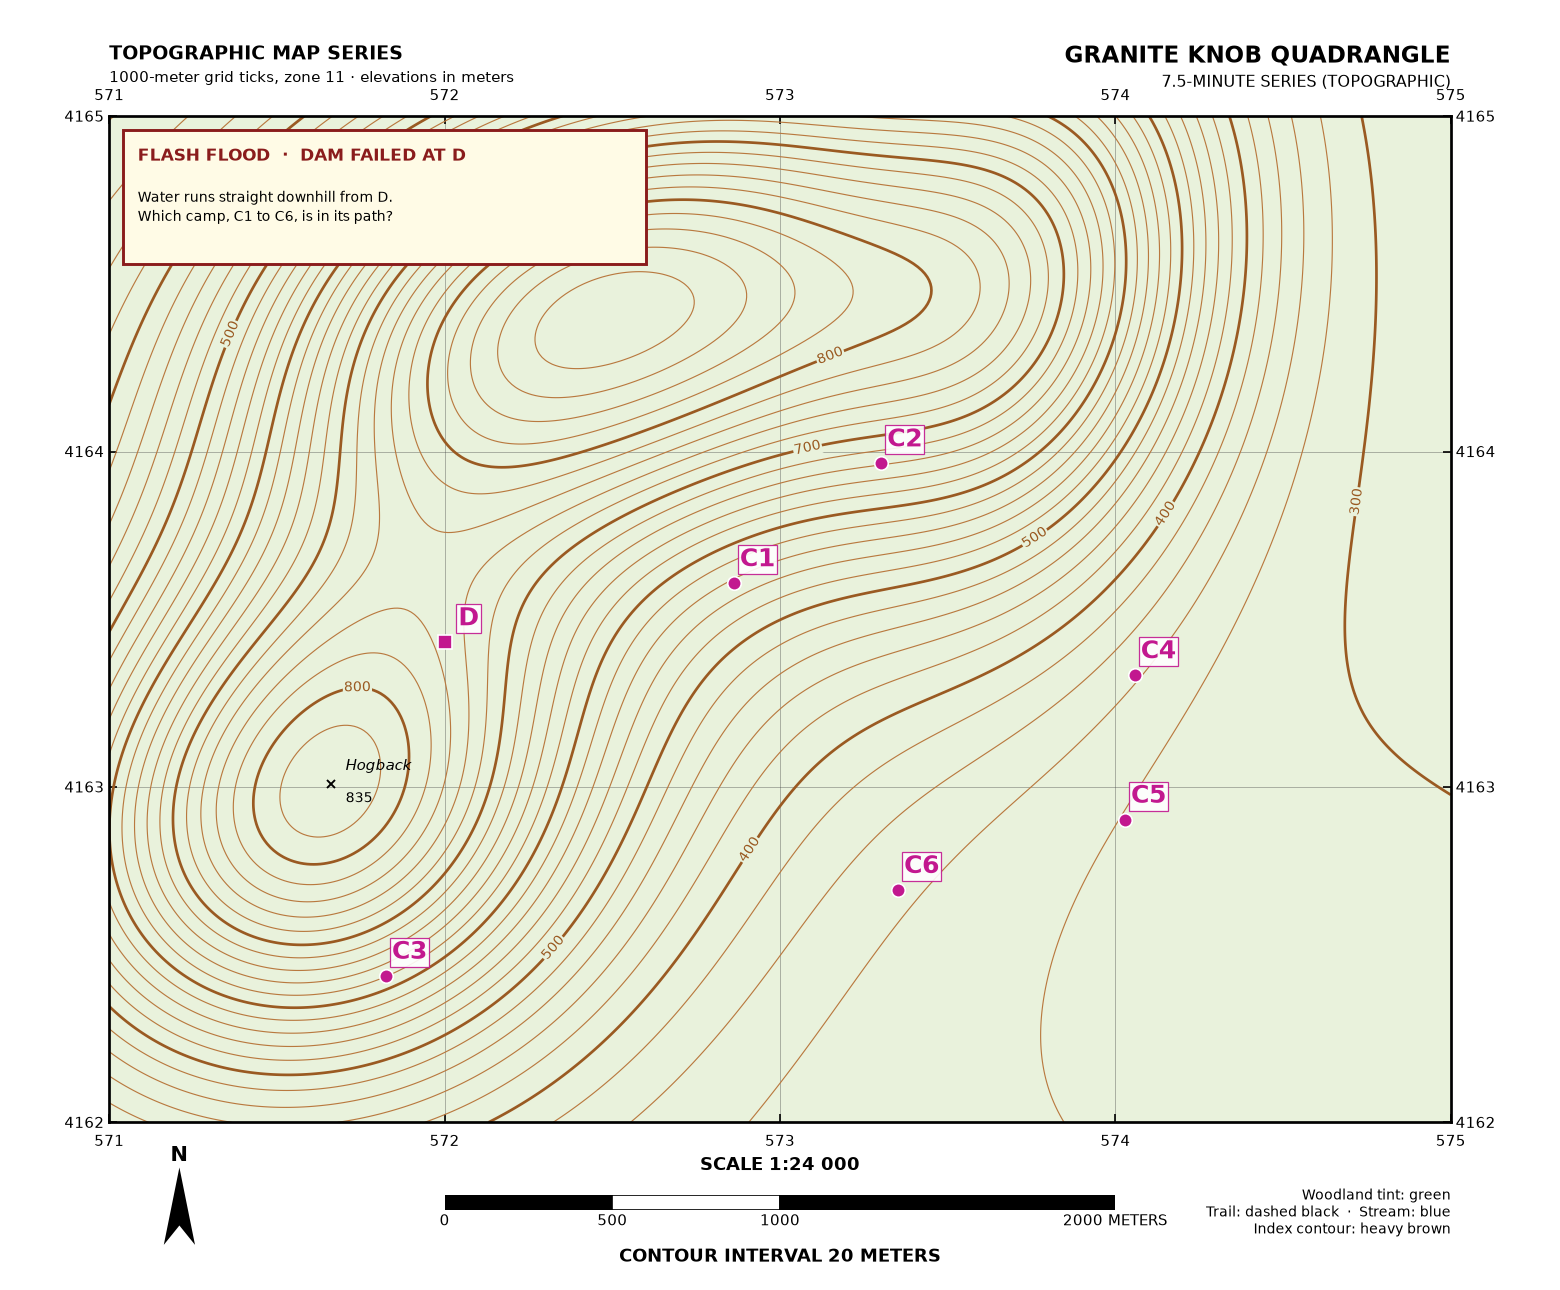 TOPOGRAPHIC MAP SERIES
1000-meter grid ticks, zone 11 · elevations in meters
GRANITE KNOB QUADRANGLE
7.5-MINUTE SERIES (TOPOGRAPHIC)
571 572 573 574 575
4165 4165
FLASH FLOOD · DAM FAILED AT D
Water runs straight downhill from D.
Which camp, C1 to C6, is in its path?
500
800
C2
700
4164 4164
300
400
500
C1
D
C4
800
Hogback
4163 4163
835
C5
400
C6
C3
500
4162 4162
571 572 573 574 575
N
SCALE 1:24 000
0 500 1000 2000 METERS
CONTOUR INTERVAL 20 METERS
Woodland tint: green
Trail: dashed black · Stream: blue
Index contour: heavy brown